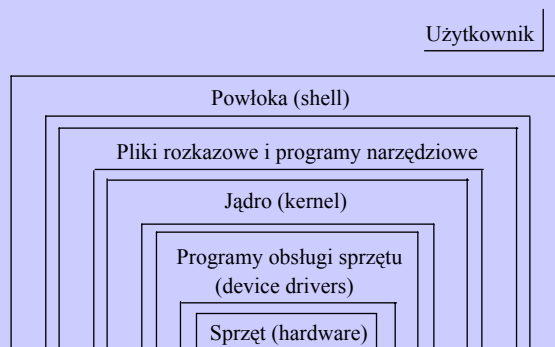 Użytkownik
Powłoka (shell)
Pliki rozkazowe i programy narzędziowe
Jądro (kernel)
Programy obsługi sprzętu
(device drivers)
Sprzęt (hardware)